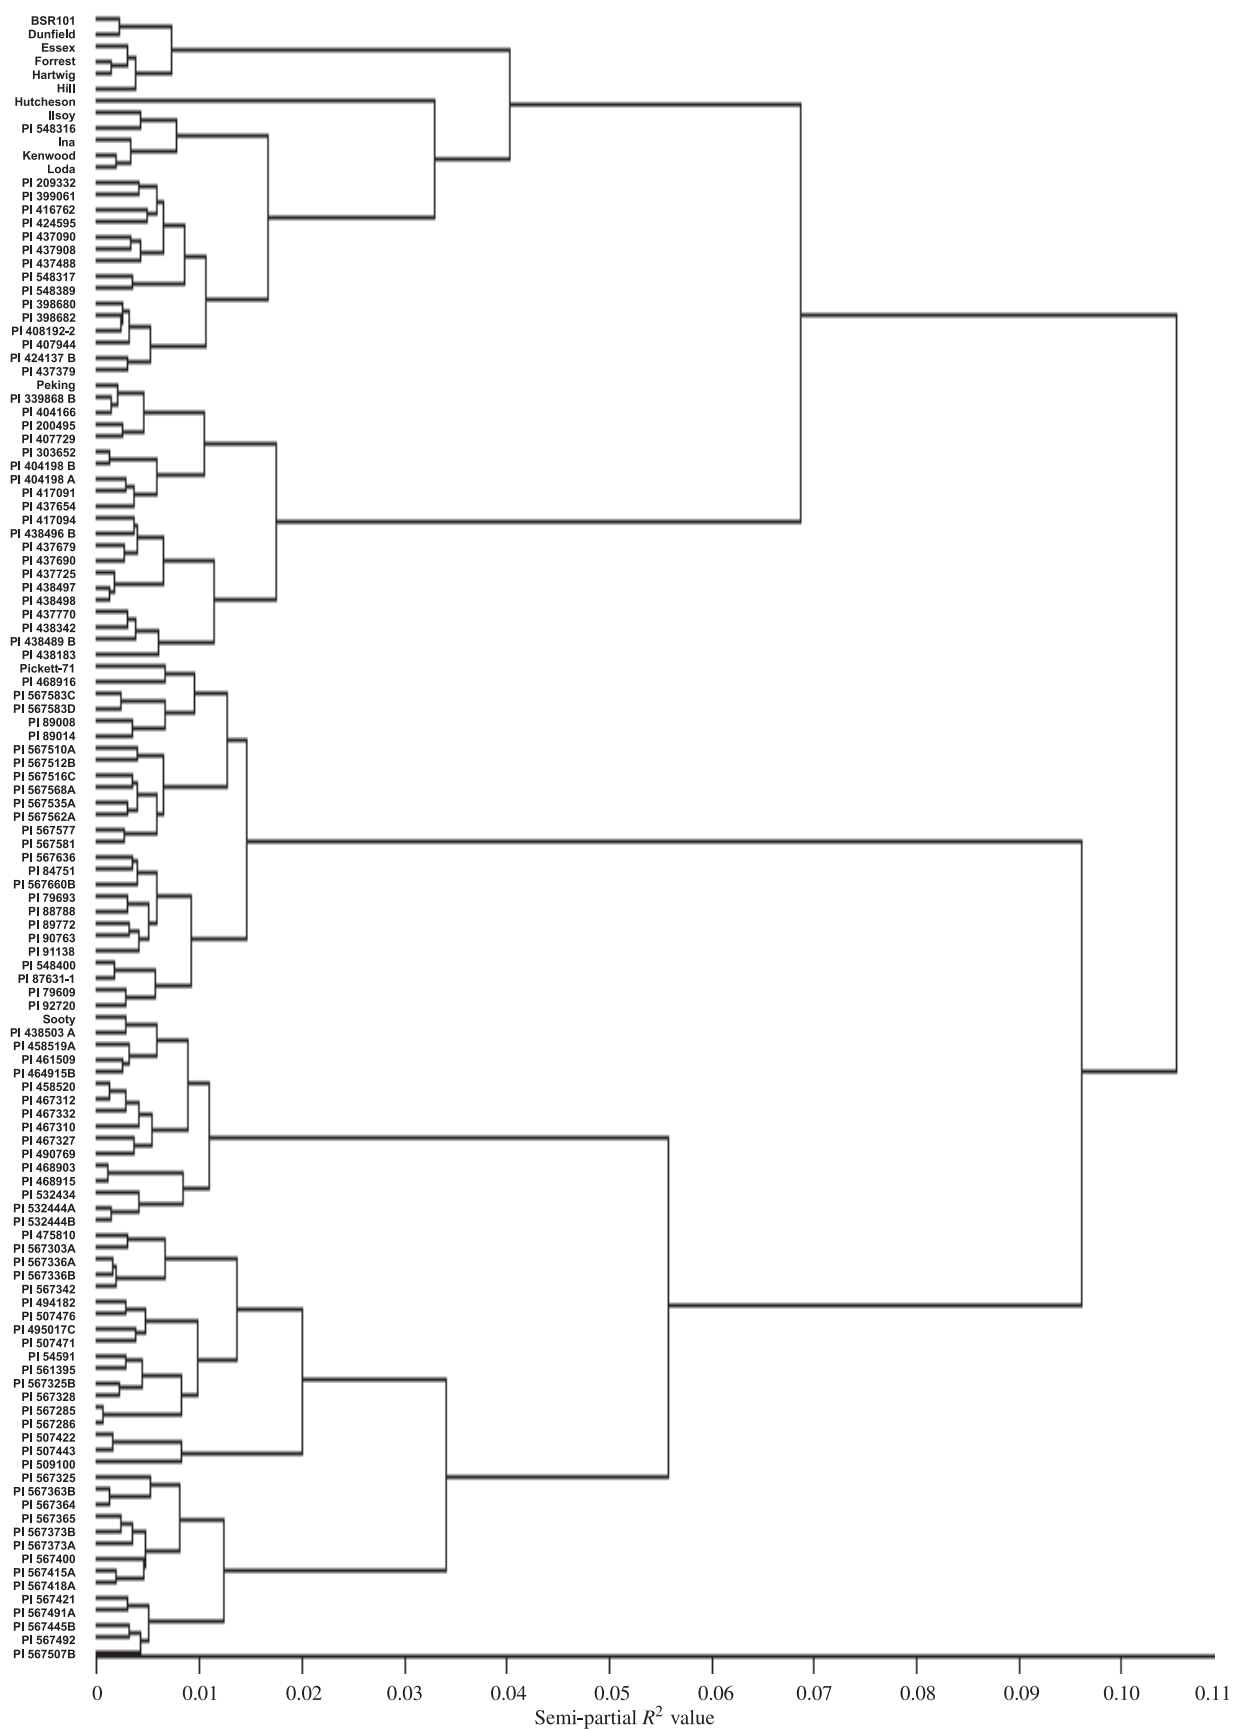 BSR101
Dunfield
Essex
Forrest
Hartwig
Hill
Hutcheson
Ilsoy
PI 548316
Ina
Kenwood
Loda
PI 209332
PI 399061
PI 416762
PI 424595
PI 437090
PI 437908
PI 437488
PI 548317
PI 548389
PI 398680
PI 398682
PI 408192-2
PI 407944
PI 424137 B
PI 437379
Peking
PI 339868 B
PI 404166
PI 200495
PI 407729
PI 303652
PI 404198 B
PI 404198 A
PI 417091
PI 437654
PI 417094
PI 438496 B
PI 437679
PI 437690
PI 437725
PI 438497
PI 438498
PI 437770
PI 438342
PI 438489 B
PI 438183
Pickett-71
PI 468916
PI 567583C
PI 567583D
PI 89008
PI 89014
PI 567510A
PI 567512B
PI 567516C
PI 567568A
PI 567535A
PI 567562A
PI 567577
PI 567581
PI 567636
PI 84751
PI 567660B
PI 79693
PI 88788
PI 89772
PI 90763
PI 91138
PI 548400
PI 87631-1
PI 79609
PI 92720
Sooty
PI 438503 A
PI 458519A
PI 461509
PI 464915B
PI 458520
PI 467312
PI 467332
PI 467310
PI 467327
PI 490769
PI 468903
PI 468915
PI 532434
PI 532444A
PI 532444B
PI 475810
PI 567303A
PI 567336A
PI 567336B
PI 567342
PI 494182
PI 507476
PI 495017C
PI 507471
PI 54591
PI 561395
PI 567325B
PI 567328
PI 567285
PI 567286
PI 507422
PI 507443
PI 509100
PI 567325
PI 567363B
PI 567364
PI 567365
PI 567373B
PI 567373A
PI 567400
PI 567415A
PI 567418A
PI 567421
PI 567491A
PI 567445B
PI 567492
PI 567507B
0 0.01 0.02 0.03 0.04 0.05 0.06 0.07 0.08 0.09 0.10 0.11
Semi-partial R² value